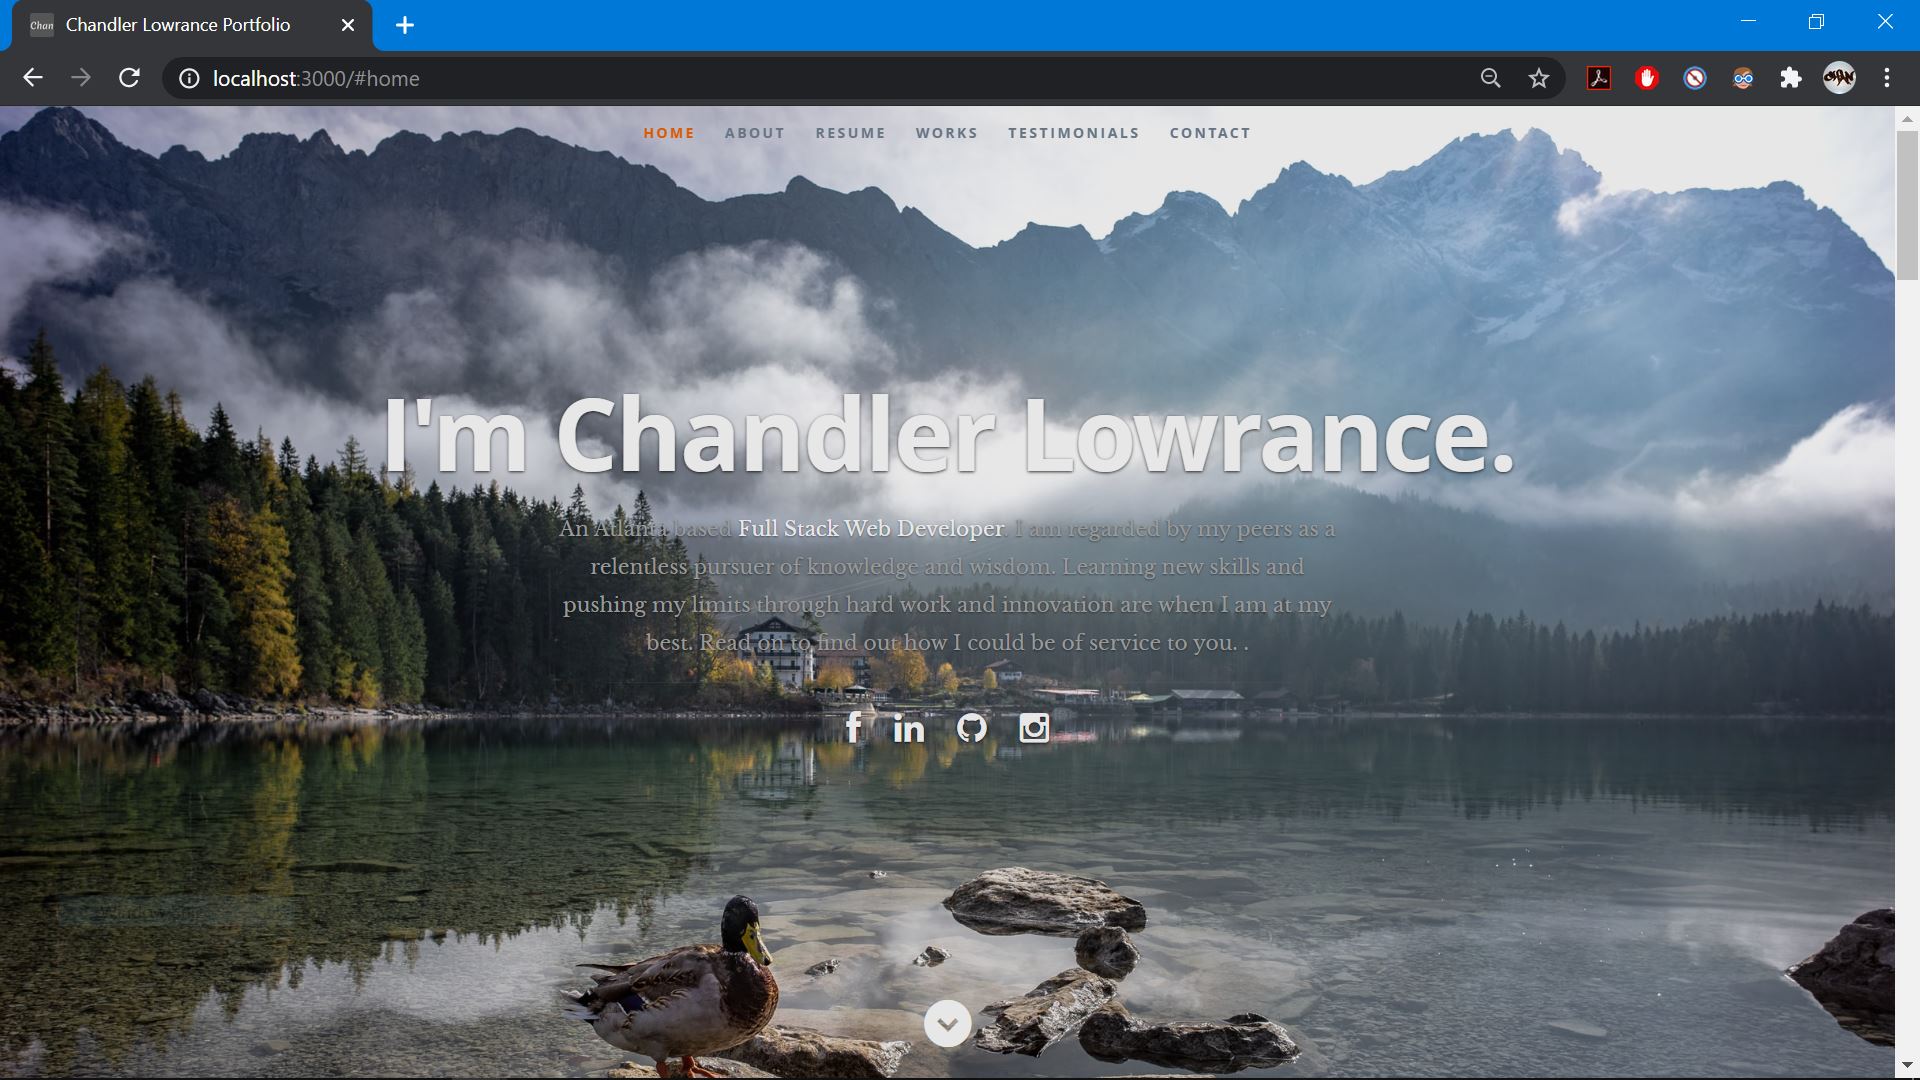 Chan Chandler Lowrance Portfolio
localhost:3000/#home
HOME ABOUT RESUME WORKS TESTIMONIALS CONTACT
I'm Chandler Lowrance.
An Atlanta based Full Stack Web Developer. I am regarded by my peers as a
relentless pursuer of knowledge and wisdom. Learning new skills and
pushing my limits through hard work and innovation are when I am at my
best. Read on to find out how I could be of service to you. .